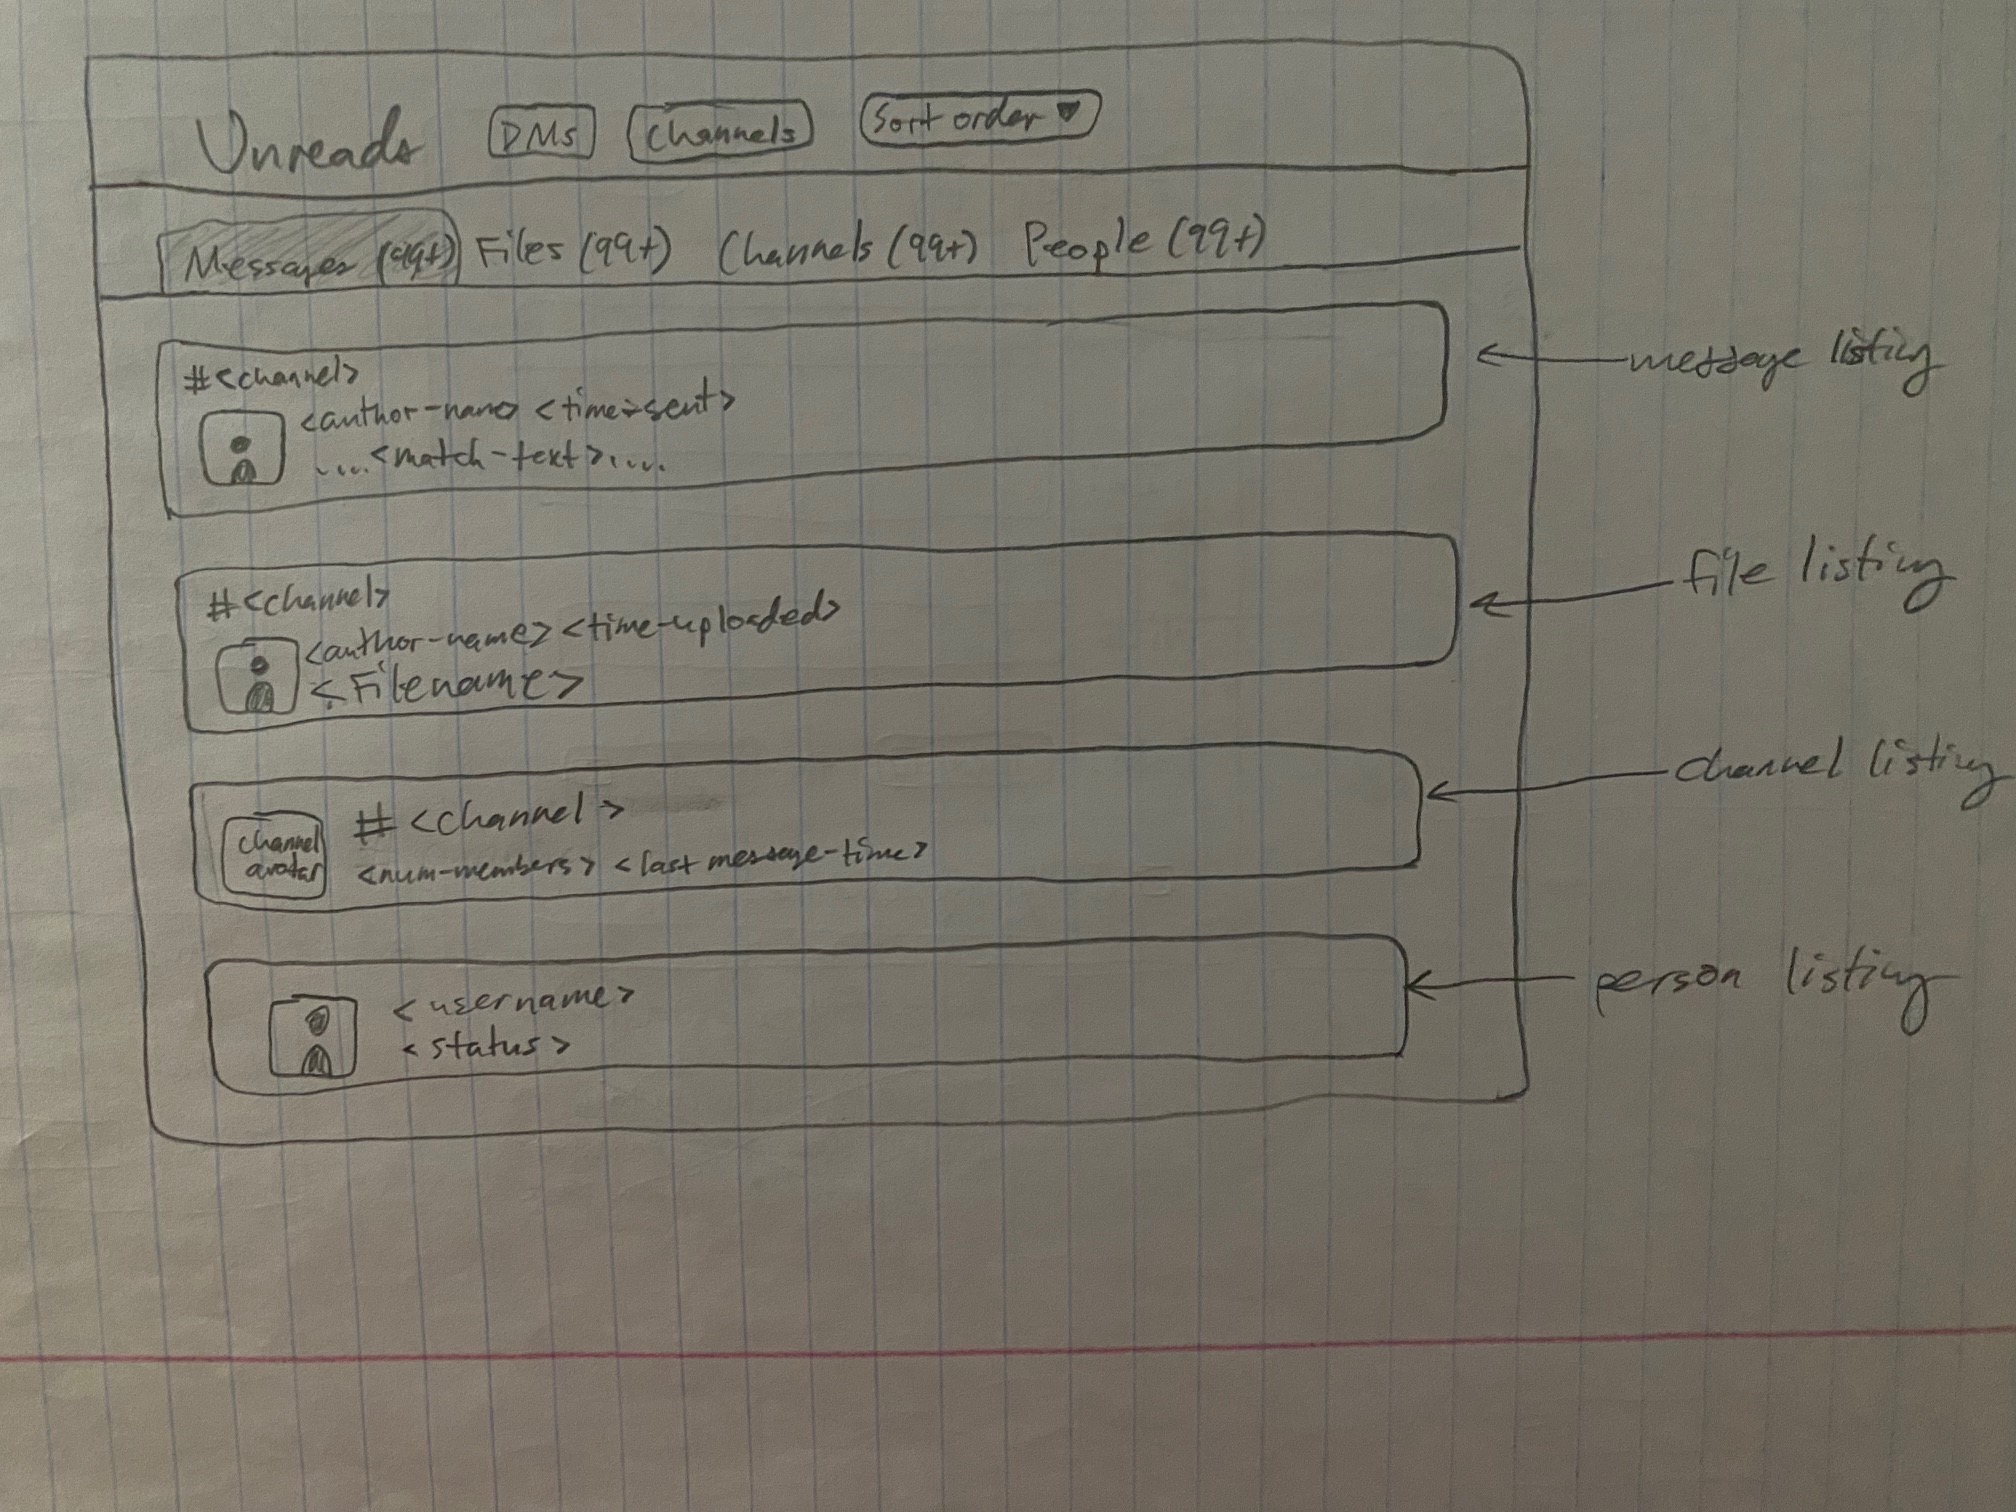 Unreads DMs Channels Sort order
Messages (99+) Files (99+) Channels (99+) People (99+)
#<channel>
<author-name> <time-sent>
....<match-text>....
message listing
#<channel>
<author-name> <time-uploaded>
<Filename>
file listing
channel avatar
# <channel>
<num-members> <last message-time>
channel listing
<username>
<status>
person listing